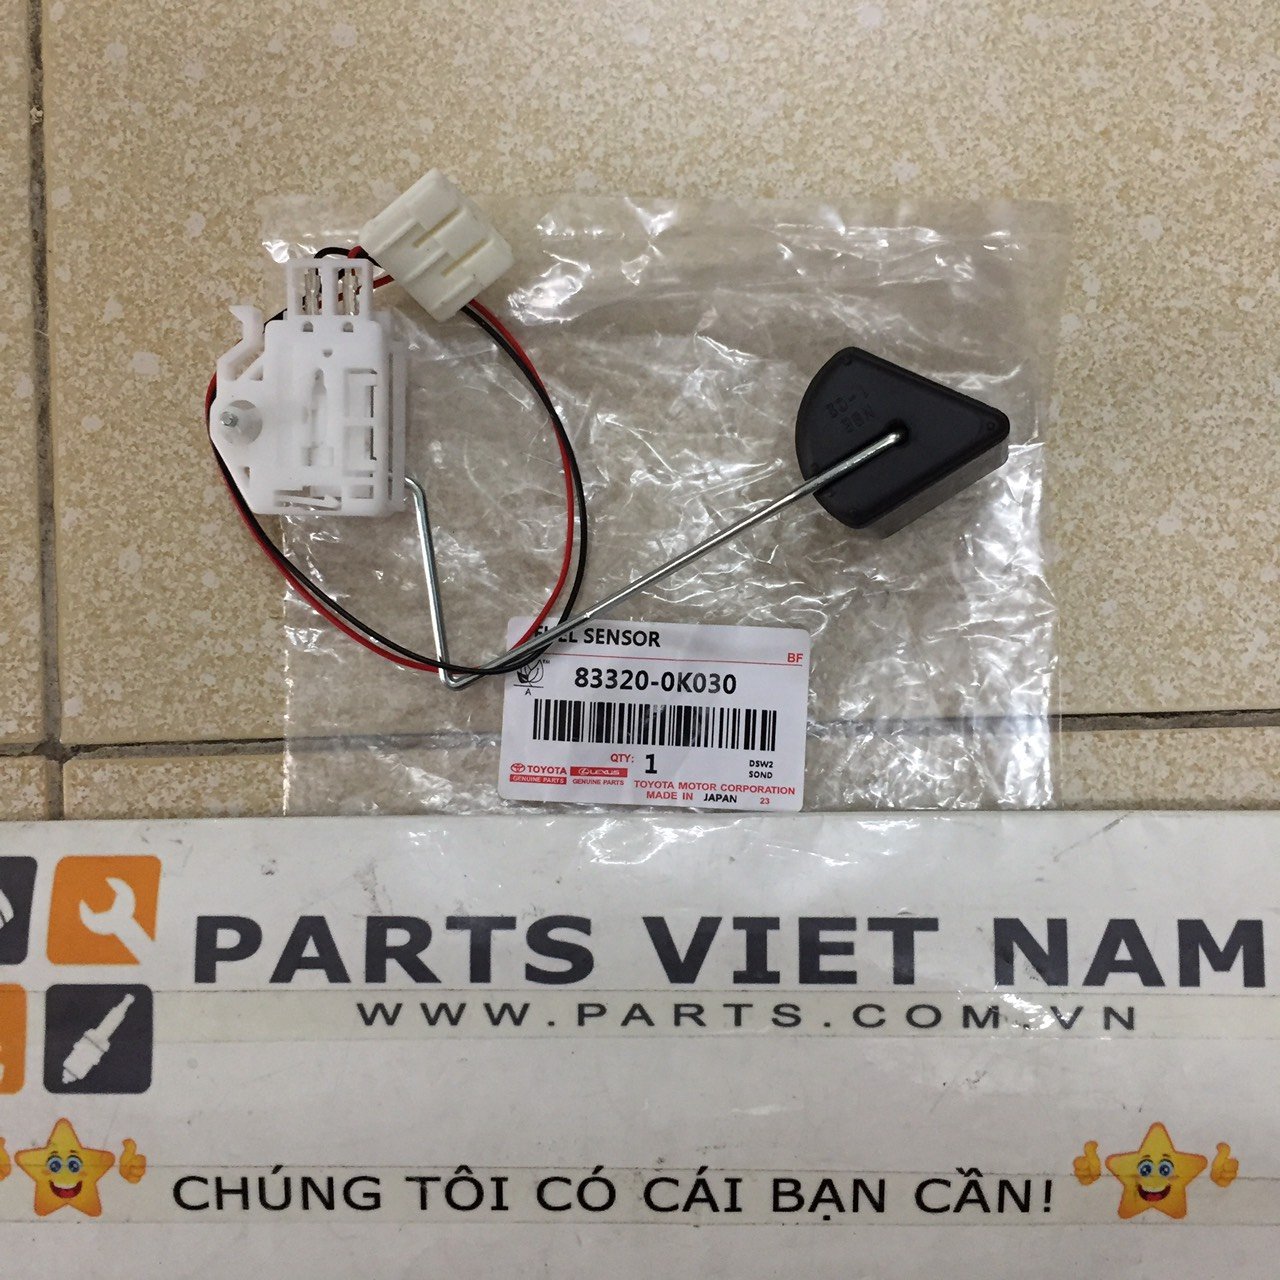 FUEL SENSOR
BF
83320-0K030
A
QTY: 1
DSW2
SOND
TOYOTA
GENUINE PARTS
LEXUS
GENUINE PARTS
TOYOTA MOTOR CORPORATION
MADE IN JAPAN 23
PARTS VIET NAM
WWW.PARTS.COM.VN
CHÚNG TÔI CÓ CÁI BẠN CẦN!